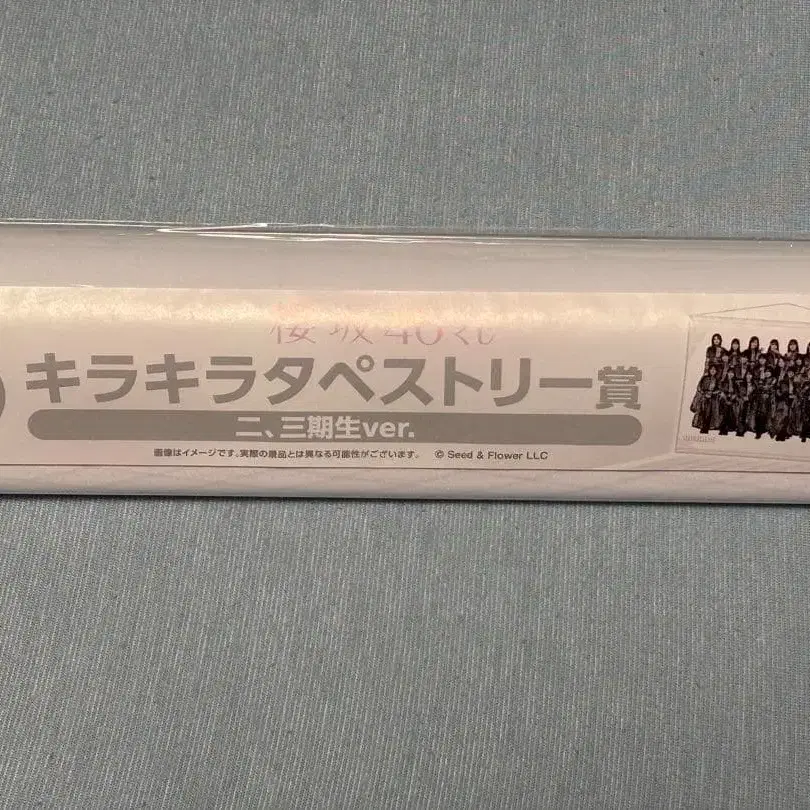 櫻坂46くじ
キラキラタペストリー賞
二、三期生ver.
画像はイメージです。実際の景品とは異なる可能性がございます。 © Seed & Flower LLC